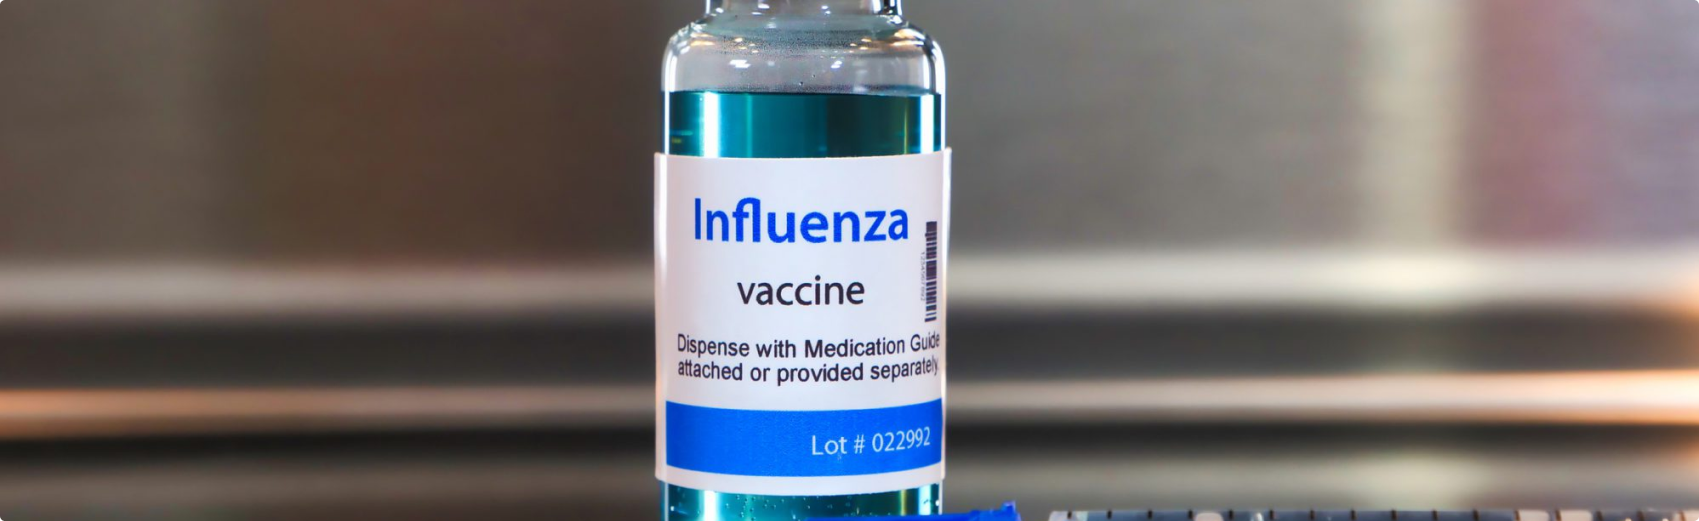 Influenza
vaccine
Dispense with Medication Guide
attached or provided separately.
Lot # 022992